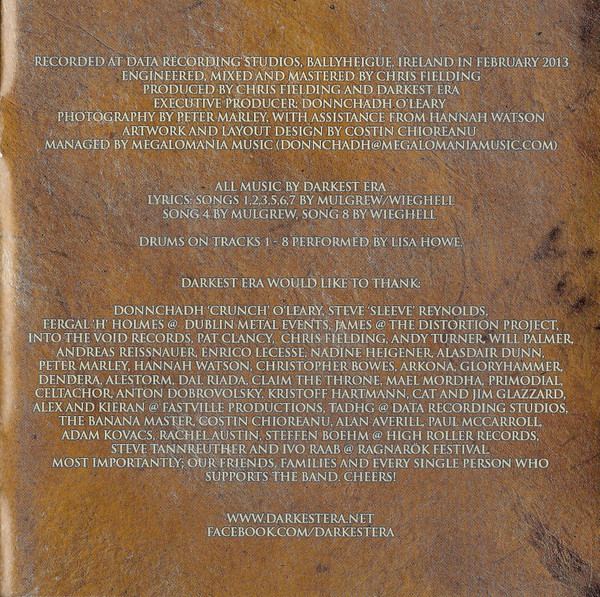 RECORDED AT DATA RECORDING STUDIOS, BALLYHEIGUE, IRELAND IN FEBRUARY 2013
ENGINEERED, MIXED AND MASTERED BY CHRIS FIELDING
PRODUCED BY CHRIS FIELDING AND DARKEST ERA
EXECUTIVE PRODUCER: DONNCHADH O'LEARY
PHOTOGRAPHY BY PETER MARLEY, WITH ASSISTANCE FROM HANNAH WATSON
ARTWORK AND LAYOUT DESIGN BY COSTIN CHIOREANU
MANAGED BY MEGALOMANIA MUSIC (DONNCHADH@MEGALOMANIAMUSIC.COM)
ALL MUSIC BY DARKEST ERA
LYRICS: SONGS 1,2,3,5,6,7 BY MULGREW/WIEGHELL
SONG 4 BY MULGREW, SONG 8 BY WIEGHELL
DRUMS ON TRACKS 1 - 8 PERFORMED BY LISA HOWE.
DARKEST ERA WOULD LIKE TO THANK:
DONNCHADH 'CRUNCH' O'LEARY, STEVE 'SLEEVE' REYNOLDS,
FERGAL 'H' HOLMES @ DUBLIN METAL EVENTS, JAMES @ THE DISTORTION PROJECT,
INTO THE VOID RECORDS, PAT CLANCY, CHRIS FIELDING, ANDY TURNER, WILL PALMER,
ANDREAS REISSNAUER, ENRICO LECESSE, NADINE HEIGENER, ALASDAIR DUNN,
PETER MARLEY, HANNAH WATSON, CHRISTOPHER BOWES, ARKONA, GLORYHAMMER,
DENDERA, ALESTORM, DAL RIADA, CLAIM THE THRONE, MAEL MORDHA, PRIMODIAL,
CELTACHOR, ANTON DOBROVOLSKY, KRISTOFF HARTMANN, CAT AND JIM GLAZZARD,
ALEX AND KIERAN @ FASTVILLE PRODUCTIONS, TADHG @ DATA RECORDING STUDIOS,
THE BANANA MASTER, COSTIN CHIOREANU, ALAN AVERILL, PAUL MCCARROLL,
ADAM KOVACS, RACHEL AUSTIN, STEFFEN BOEHM @ HIGH ROLLER RECORDS,
STEVE TANNREUTHER AND IVO RAAB @ RAGNARÖK FESTIVAL.
MOST IMPORTANTLY; OUR FRIENDS, FAMILIES AND EVERY SINGLE PERSON WHO
SUPPORTS THE BAND. CHEERS!
WWW.DARKESTERA.NET
FACEBOOK.COM/DARKESTERA